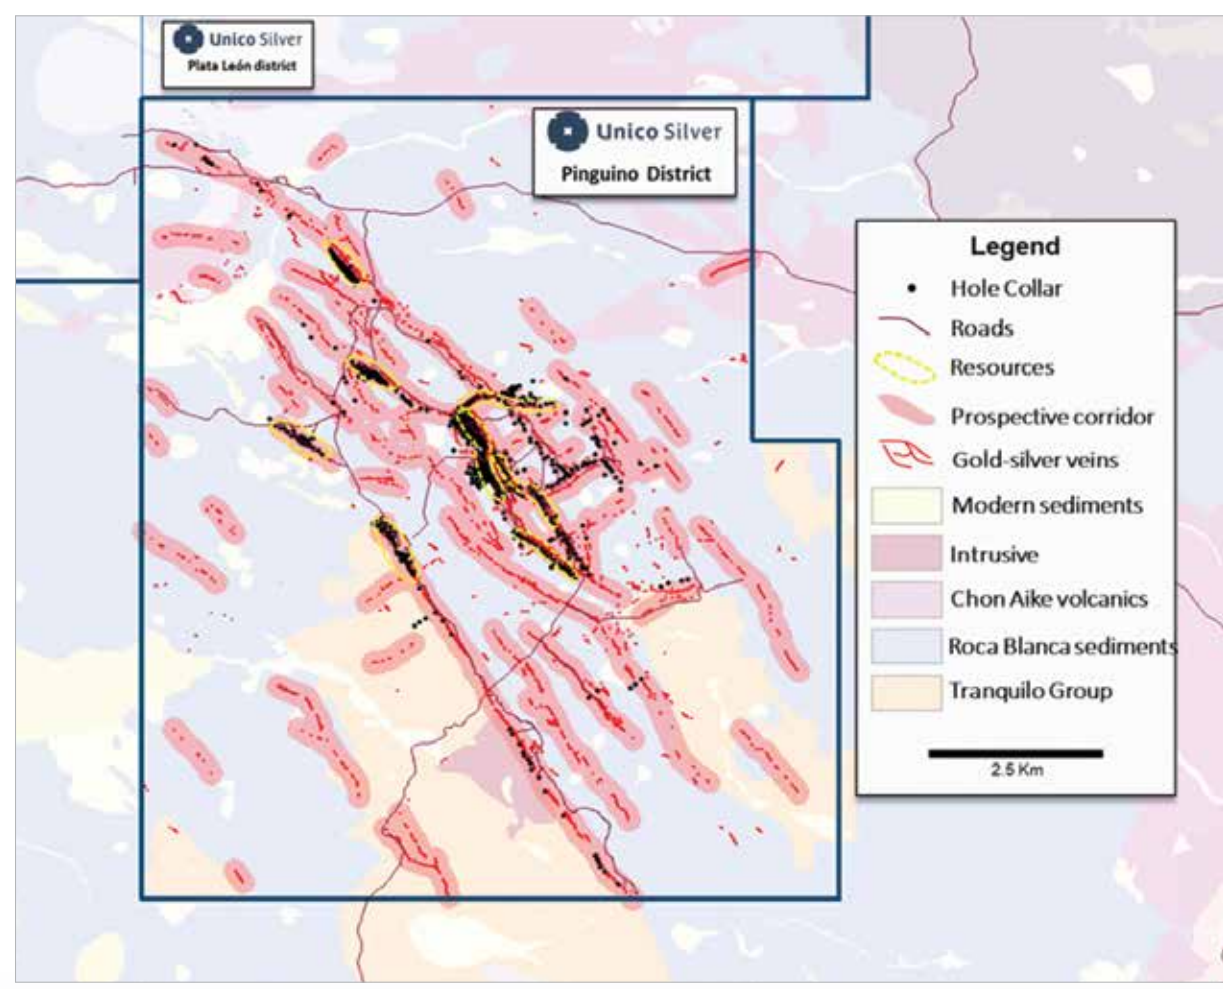 Unico Silver
Plata León district
Unico Silver
Pinguino District
Legend
Hole Collar
Roads
Resources
Prospective corridor
Gold-silver veins
Modern sediments
Intrusive
Chon Aike volcanics
Roca Blanca sediments
Tranquilo Group
2.5 Km